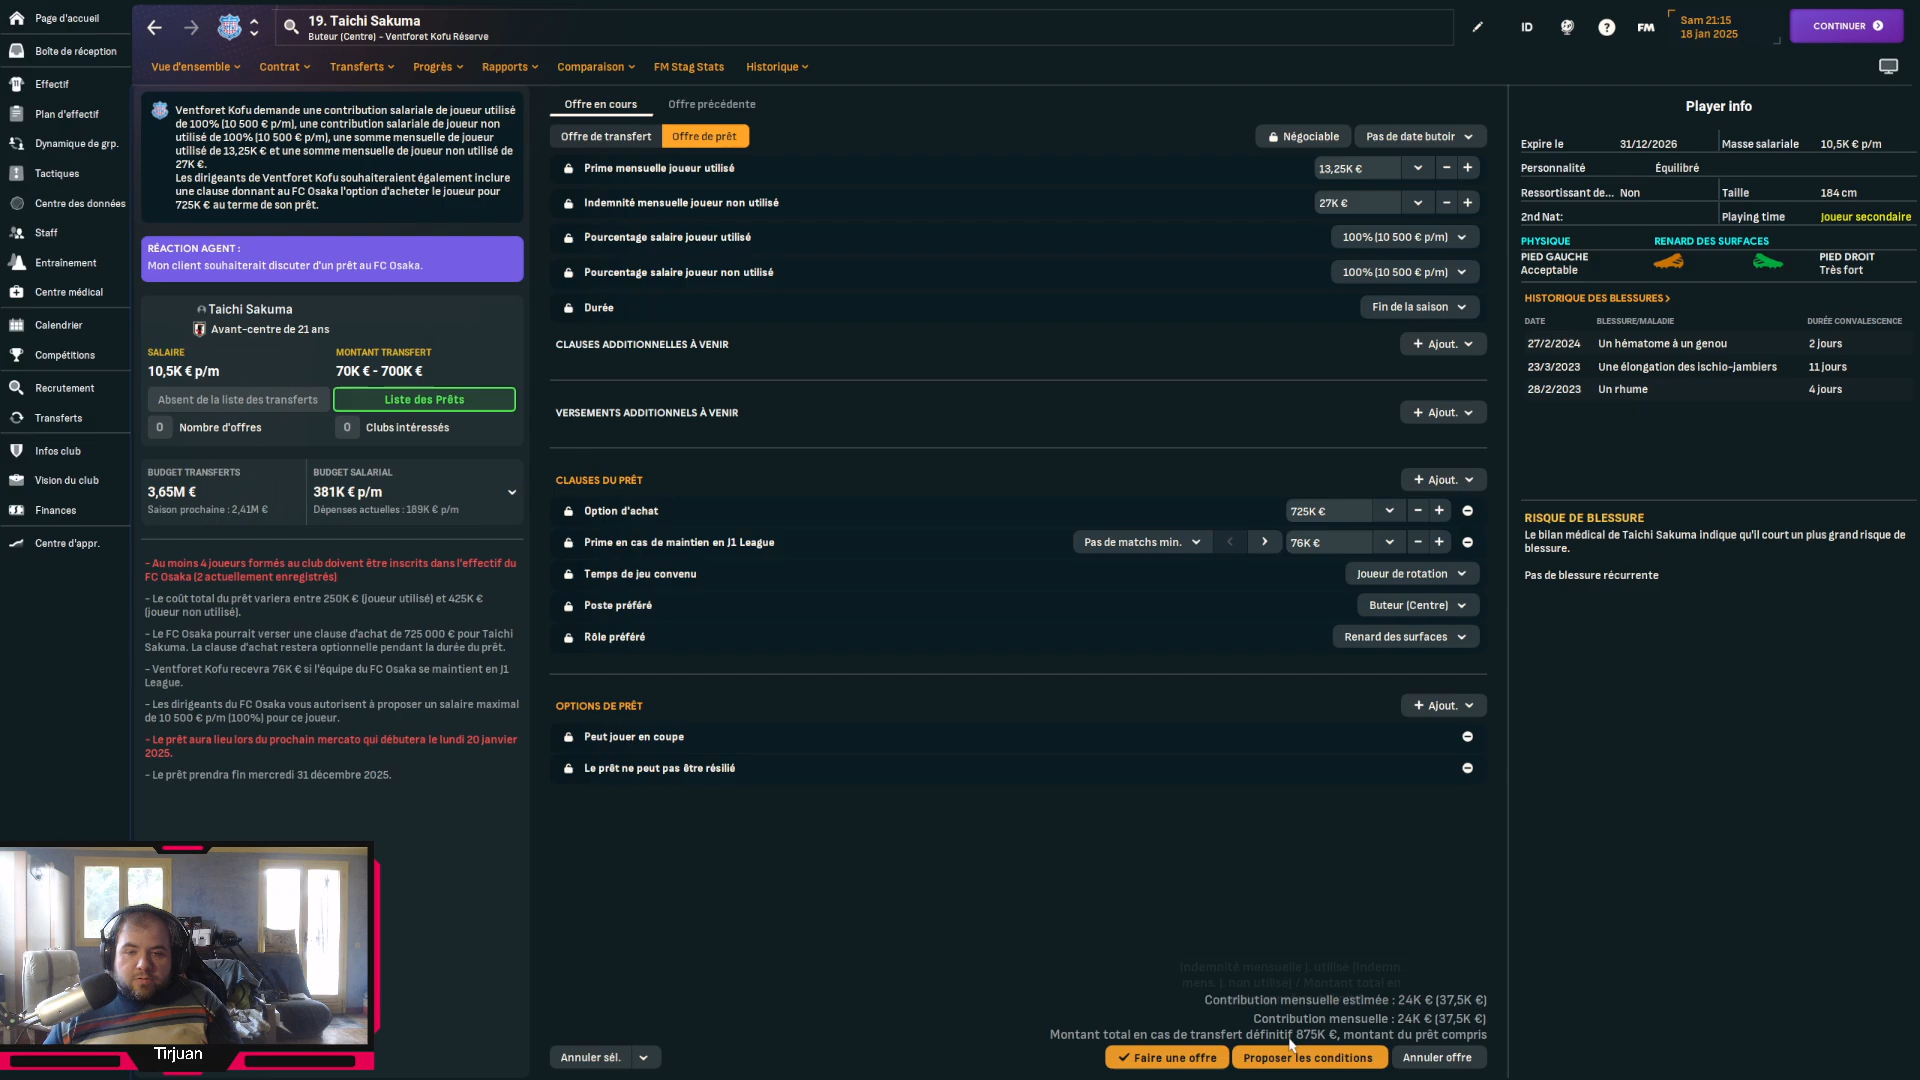 Page d'accueil
Boîte de réception
Effectif
Plan d'effectif
Dynamique de grp.
Tactiques
Centre des données
Staff
Entraînement
Centre médical
Calendrier
Compétitions
Recrutement
Transferts
Infos club
Vision du club
Finances
Centre d'appr.
19. Taichi Sakuma
Buteur (Centre) - Ventforet Kofu Réserve
ID
FM
Sam 21:15
18 jan 2025
CONTINUER
Vue d'ensemble
Contrat
Transferts
Progrès
Rapports
Comparaison
FM Stag Stats
Historique
Ventforet Kofu demande une contribution salariale de joueur utilisé
de 100% (10 500 € p/m), une contribution salariale de joueur non
utilisé de 100% (10 500 € p/m), une somme mensuelle de joueur
utilisé de 13,25K € et une somme mensuelle de joueur non utilisé de
27K €.
Les dirigeants de Ventforet Kofu souhaiteraient également inclure
une clause donnant au FC Osaka l'option d'acheter le joueur pour
725K € au terme de son prêt.
RÉACTION AGENT :
Mon client souhaiterait discuter d'un prêt au FC Osaka.
Taichi Sakuma
Avant-centre de 21 ans
SALAIRE
10,5K € p/m
MONTANT TRANSFERT
70K € - 700K €
Absent de la liste des transferts
Liste des Prêts
0 Nombre d'offres
0 Clubs intéressés
BUDGET TRANSFERTS
3,65M €
Saison prochaine : 2,41M €
BUDGET SALARIAL
381K € p/m
Dépenses actuelles : 189K € p/m
- Au moins 4 joueurs formés au club doivent être inscrits dans l'effectif du
FC Osaka (2 actuellement enregistrés)
- Le coût total du prêt variera entre 250K € (joueur utilisé) et 425K €
(joueur non utilisé).
- Le FC Osaka pourrait verser une clause d'achat de 725 000 € pour Taichi
Sakuma. La clause d'achat restera optionnelle pendant la durée du prêt.
- Ventforet Kofu recevra 76K € si l'équipe du FC Osaka se maintient en J1
League.
- Les dirigeants du FC Osaka vous autorisent à proposer un salaire maximal
de 10 500 € p/m (100%) pour ce joueur.
- Le prêt aura lieu lors du prochain mercato qui débutera le lundi 20 janvier
2025.
- Le prêt prendra fin mercredi 31 décembre 2025.
Tirjuan
Offre en cours
Offre précédente
Offre de transfert
Offre de prêt
Négociable
Pas de date butoir
Prime mensuelle joueur utilisé
13,25K €
Indemnité mensuelle joueur non utilisé
27K €
Pourcentage salaire joueur utilisé
100% (10 500 € p/m)
Pourcentage salaire joueur non utilisé
100% (10 500 € p/m)
Durée
Fin de la saison
CLAUSES ADDITIONNELLES À VENIR
+ Ajout.
VERSEMENTS ADDITIONNELS À VENIR
+ Ajout.
CLAUSES DU PRÊT
+ Ajout.
Option d'achat
725K €
Prime en cas de maintien en J1 League
Pas de matchs min.
76K €
Temps de jeu convenu
Joueur de rotation
Poste préféré
Buteur (Centre)
Rôle préféré
Renard des surfaces
OPTIONS DE PRÊT
+ Ajout.
Peut jouer en coupe
Le prêt ne peut pas être résilié
Indemnité mensuelle j. utilisé (Indemn
mens. j. non utilisé) / Montant total en
Contribution mensuelle estimée : 24K € (37,5K €)
Contribution mensuelle : 24K € (37,5K €)
Montant total en cas de transfert définitif 875K €, montant du prêt compris
Annuler sél.
Faire une offre
Proposer les conditions
Annuler offre
Player info
Expire le 31/12/2026
Masse salariale 10,5K € p/m
Personnalité Équilibré
Ressortissant de... Non
Taille 184 cm
2nd Nat:
Playing time Joueur secondaire
PHYSIQUE
RENARD DES SURFACES
PIED GAUCHE
Acceptable
PIED DROIT
Très fort
HISTORIQUE DES BLESSURES >
DATE BLESSURE/MALADIE DURÉE CONVALESCENCE
27/2/2024 Un hématome à un genou 2 jours
23/3/2023 Une élongation des ischio-jambiers 11 jours
28/2/2023 Un rhume 4 jours
RISQUE DE BLESSURE
Le bilan médical de Taichi Sakuma indique qu'il court un plus grand risque de
blessure.
Pas de blessure récurrente